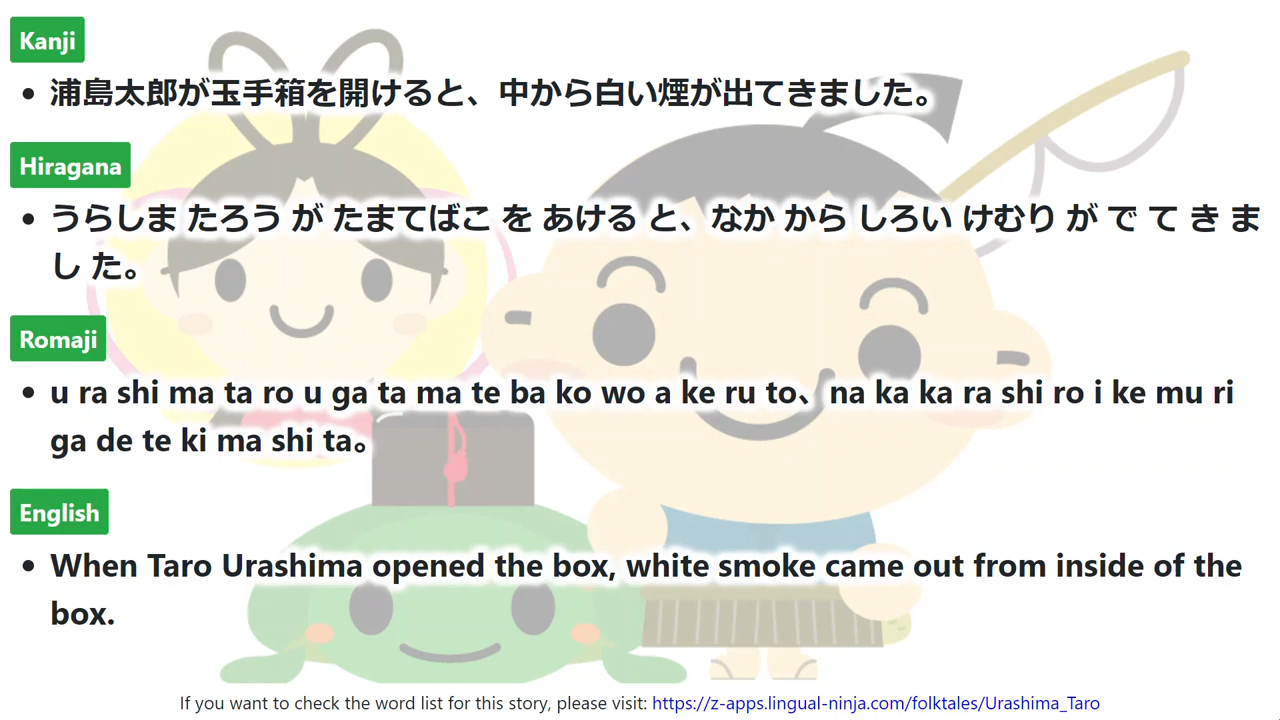 Kanji
• 浦島太郎が玉手箱を開けると、中から白い煙が出てきました。
Hiragana
• うらしま たろう が たまてばこ を あける と、なか から しろい けむり が で て き ま
し た。
Romaji
• u ra shi ma ta ro u ga ta ma te ba ko wo a ke ru to、 na ka ka ra shi ro i ke mu ri
ga de te ki ma shi ta。
English
• When Taro Urashima opened the box, white smoke came out from inside of the
box.
If you want to check the word list for this story, please visit: https://z-apps.lingual-ninja.com/folktales/Urashima_Taro